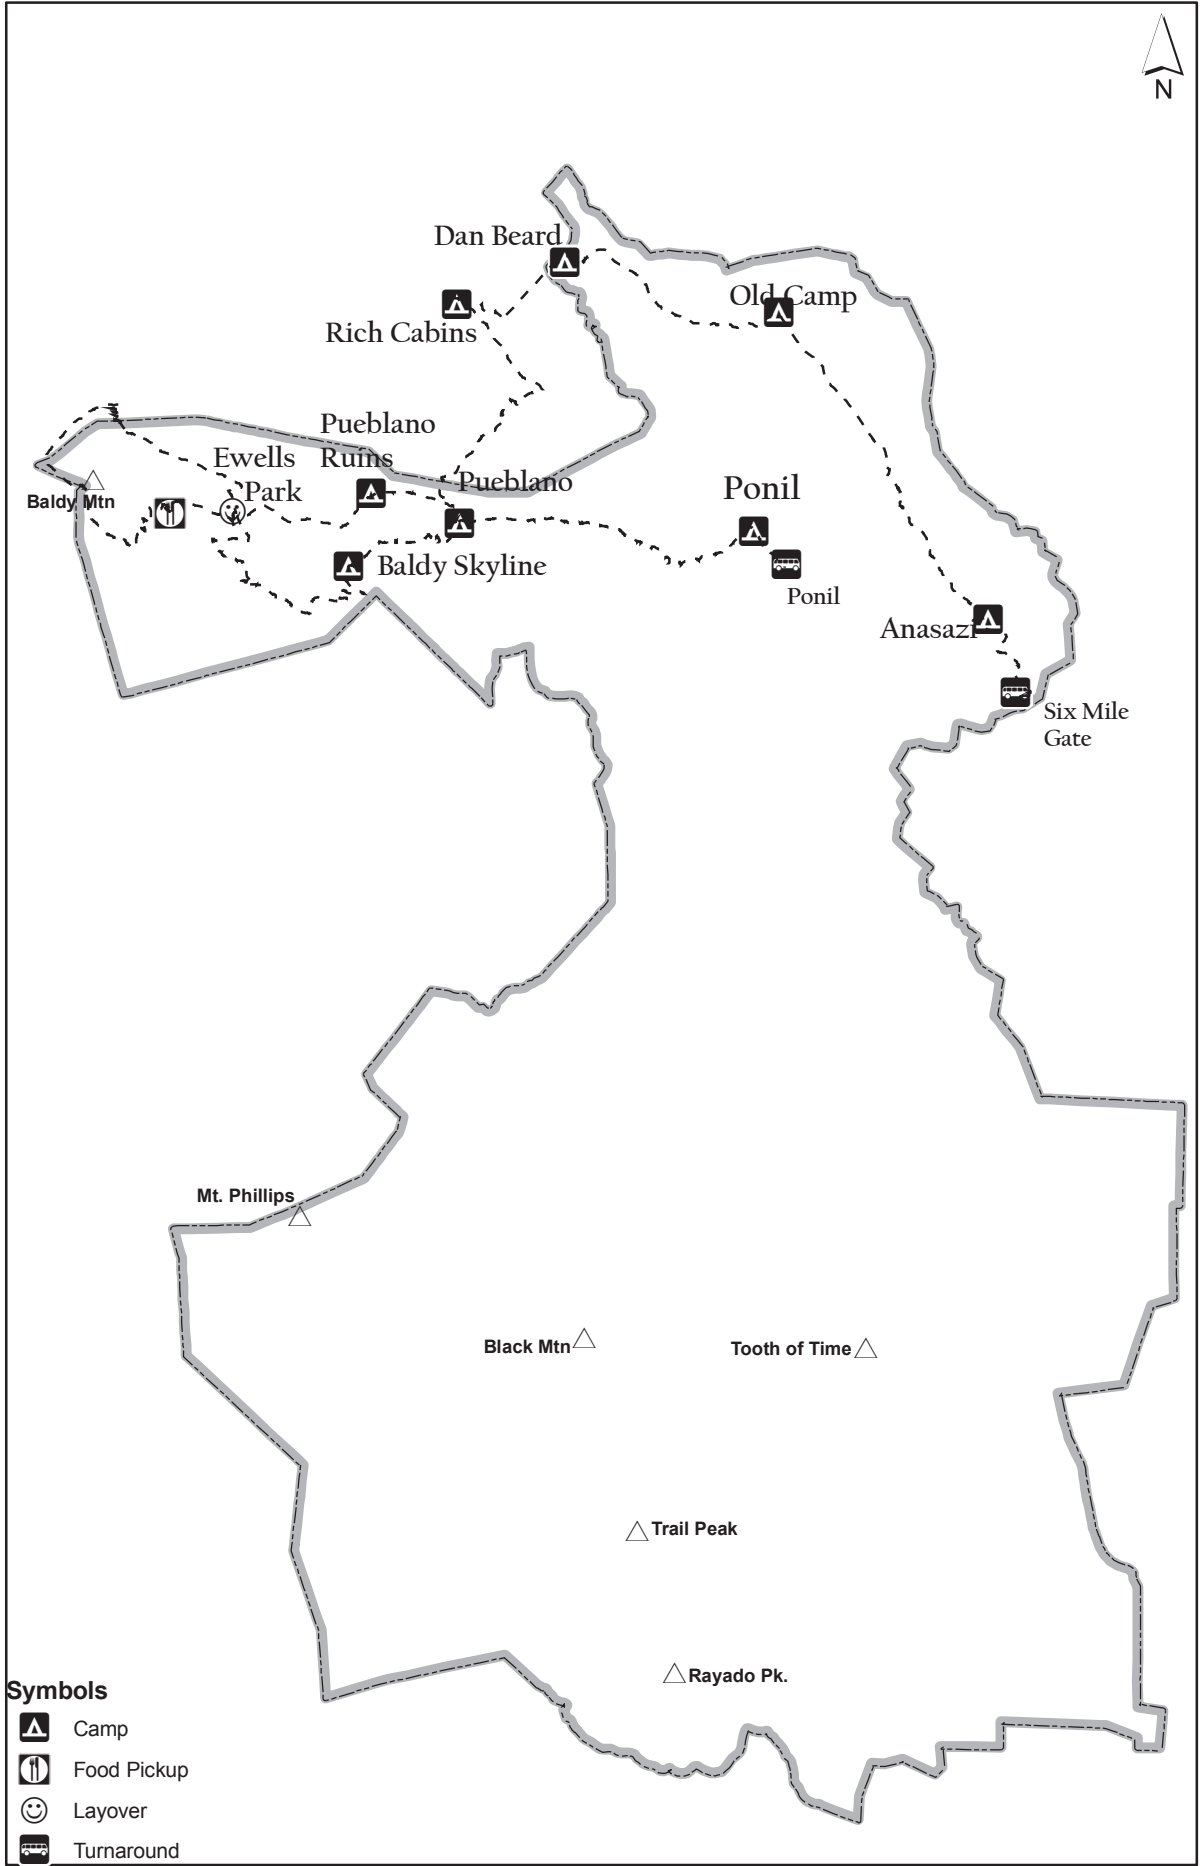 N
Dan Beard
Old Camp
Rich Cabins
Pueblano
Ruins
Ewells
Park
Pueblano
Baldy Mtn
Ponil
Baldy Skyline
Ponil
Anasazi
Six Mile
Gate
Mt. Phillips
Black Mtn
Tooth of Time
Trail Peak
Rayado Pk.
Symbols
Camp
Food Pickup
Layover
Turnaround